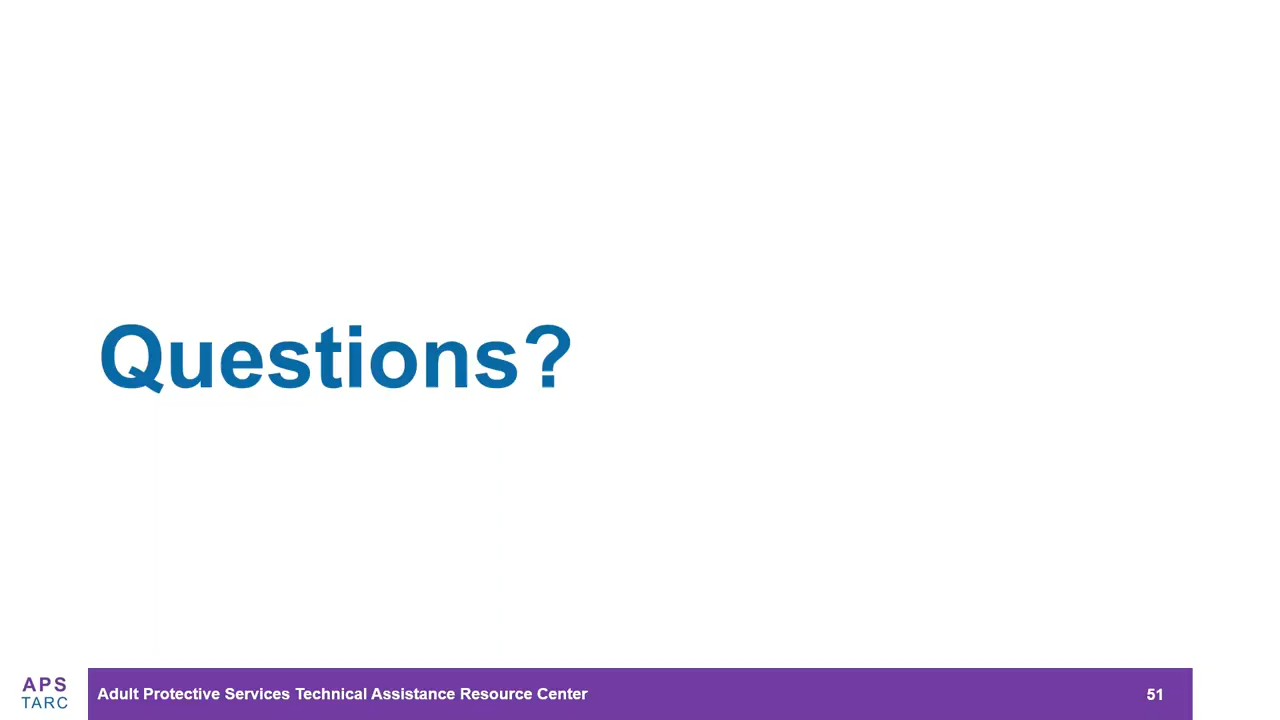 Questions?
APS
TARC
Adult Protective Services Technical Assistance Resource Center
51